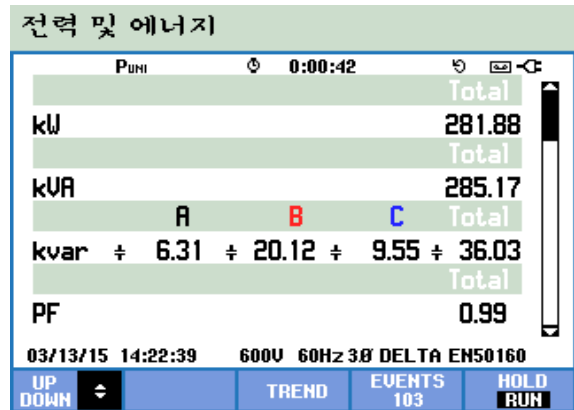 전력 및 에너지
PUNI 0:00:42
Total
kW 281.88
Total
kVA 285.17
A B C Total
kvar ÷ 6.31 ÷ 20.12 ÷ 9.55 ÷ 36.03
Total
PF 0.99
03/13/15 14:22:39 600V 60Hz 3.0̸ DELTA EN50160
UP DOWN TREND EVENTS 103 HOLD RUN